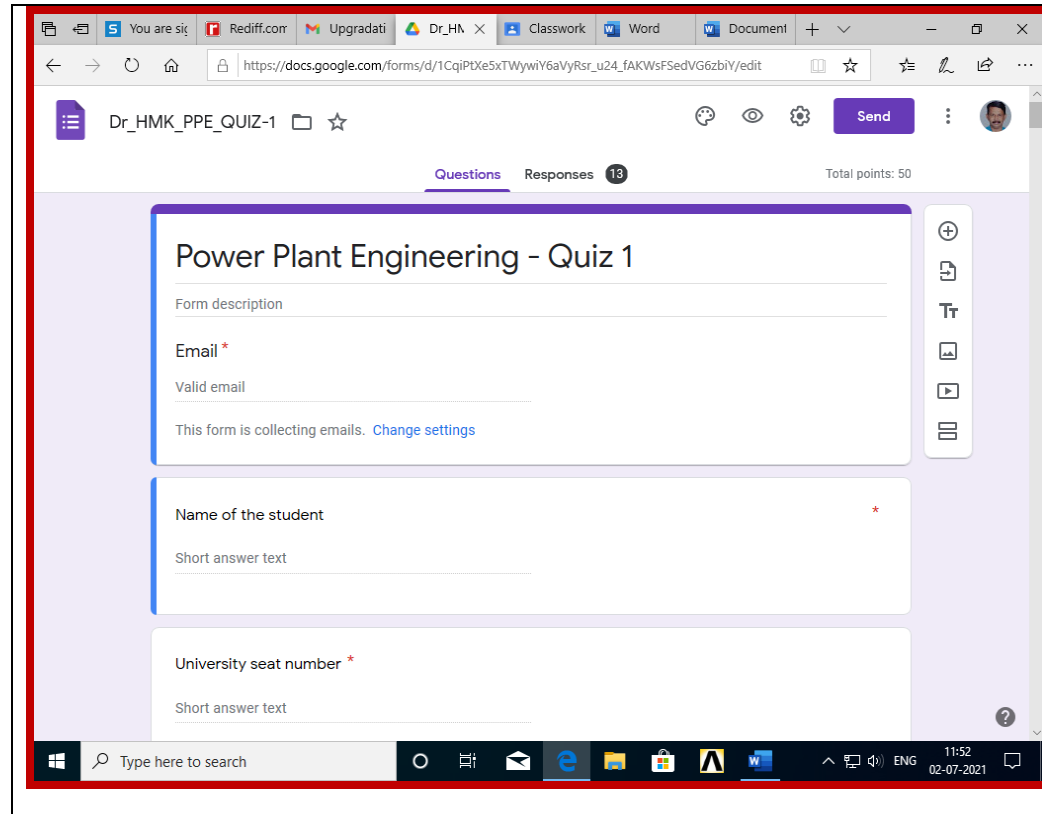 You are sig
Rediff.com
Upgradati
Dr_HM
Classwork
Word
Document
https://docs.google.com/forms/d/1CqiPtXe5xTWywiY6aVyRsr_u24_fAKWsFSedVG6zbiY/edit
Dr_HMK_PPE_QUIZ-1
Send
Questions Responses 13
Total points: 50
Power Plant Engineering - Quiz 1
Form description
Email *
Valid email
This form is collecting emails. Change settings
Name of the student *
Short answer text
University seat number *
Short answer text
Type here to search
ENG
11:52
02-07-2021